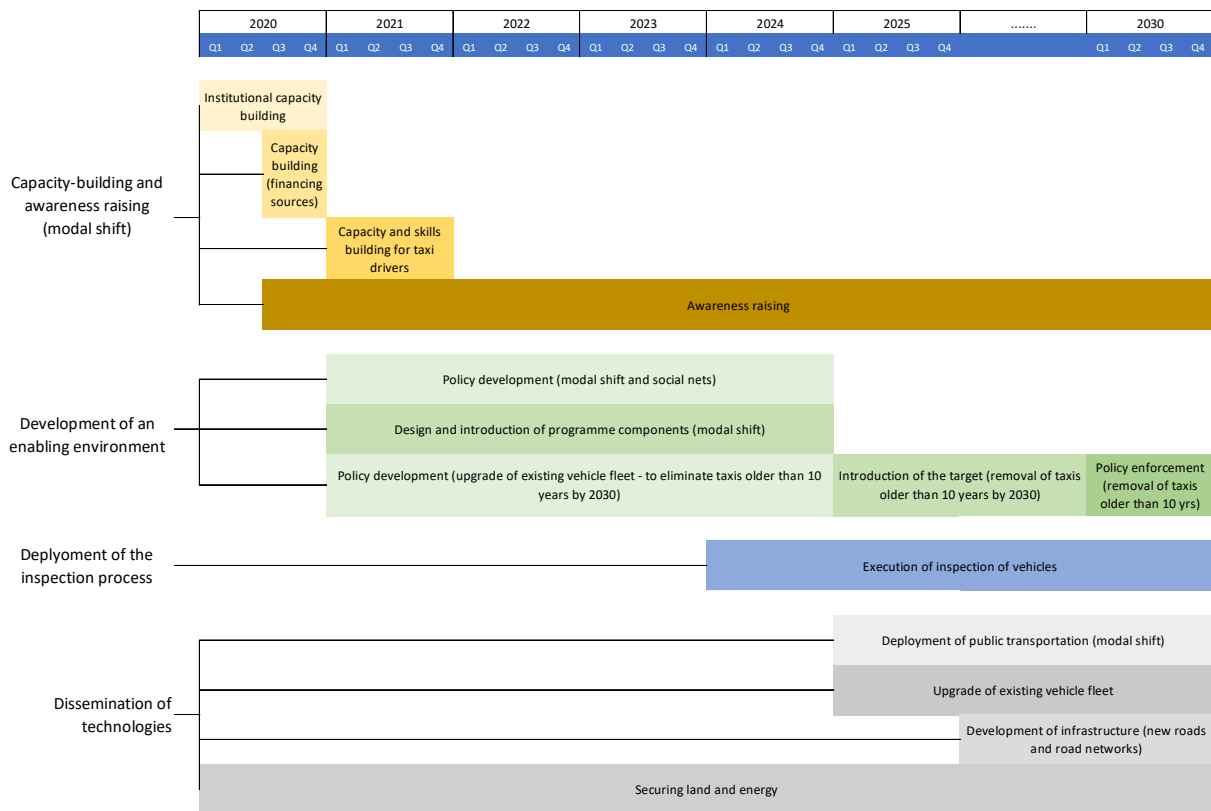 2020 2021 2022 2023 2024 2025 ....... 2030
Q1 Q2 Q3 Q4 Q1 Q2 Q3 Q4 Q1 Q2 Q3 Q4 Q1 Q2 Q3 Q4 Q1 Q2 Q3 Q4 Q1 Q2 Q3 Q4 Q1 Q2 Q3 Q4
Capacity-building and
awareness raising
(modal shift)
Institutional capacity
building
Capacity
building
(financing
sources)
Capacity and skills
building for taxi
drivers
Awareness raising
Development of an
enabling environment
Policy development (modal shift and social nets)
Design and introduction of programme components (modal shift)
Policy development (upgrade of existing vehicle fleet - to eliminate taxis older than 10
years by 2030)
Introduction of the target (removal of taxis
older than 10 years by 2030)
Policy enforcement
(removal of taxis
older than 10 yrs)
Deplyoment of the
inspection process
Execution of inspection of vehicles
Dissemination of
technologies
Deployment of public transportation (modal shift)
Upgrade of existing vehicle fleet
Development of infrastructure (new roads
and road networks)
Securing land and energy